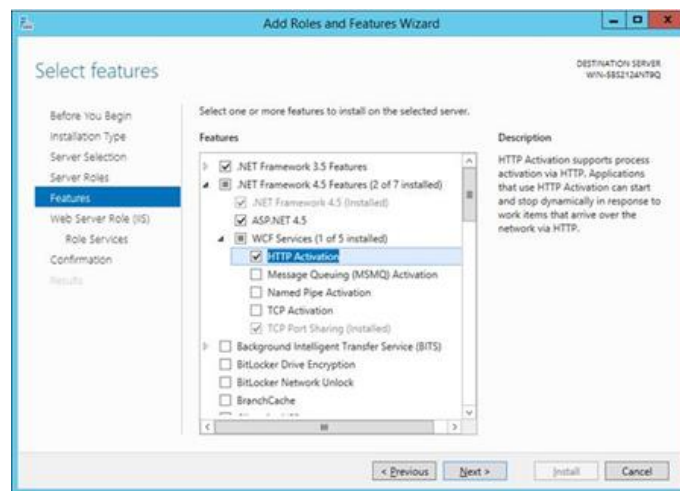 Add Roles and Features Wizard
Select features
DESTINATION SERVER
WIN-SBS2124NT9Q
Before You Begin
Installation Type
Server Selection
Server Roles
Features
Web Server Role (IIS)
Role Services
Confirmation
Results
Select one or more features to install on the selected server.
Features
.NET Framework 3.5 Features
.NET Framework 4.5 Features (2 of 7 installed)
.NET Framework 4.5 (Installed)
ASP.NET 4.5
WCF Services (1 of 5 installed)
HTTP Activation
Message Queuing (MSMQ) Activation
Named Pipe Activation
TCP Activation
TCP Port Sharing (Installed)
Background Intelligent Transfer Service (BITS)
BitLocker Drive Encryption
BitLocker Network Unlock
BranchCache
Description
HTTP Activation supports process
activation via HTTP. Applications
that use HTTP Activation can start
and stop dynamically in response to
work items that arrive over the
network via HTTP.
< Previous
Next >
Install
Cancel